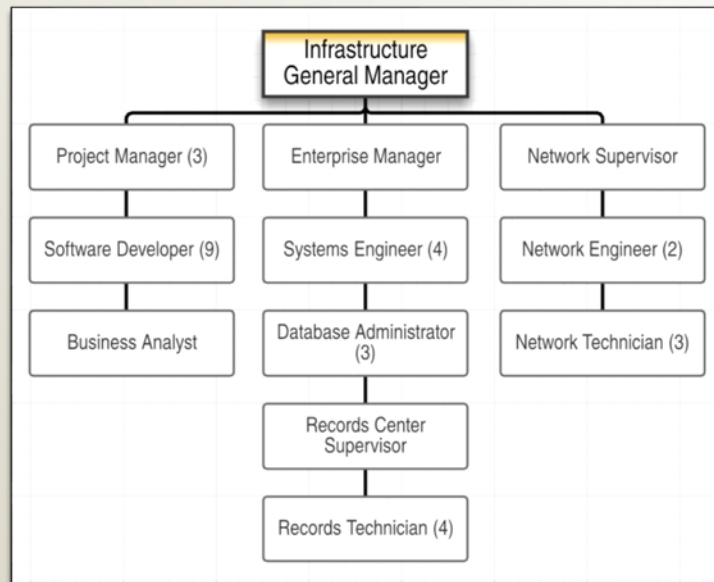 Infrastructure
General Manager
Project Manager (3)
Enterprise Manager
Network Supervisor
Software Developer (9)
Systems Engineer (4)
Network Engineer (2)
Business Analyst
Database Administrator
(3)
Network Technician (3)
Records Center
Supervisor
Records Technician (4)